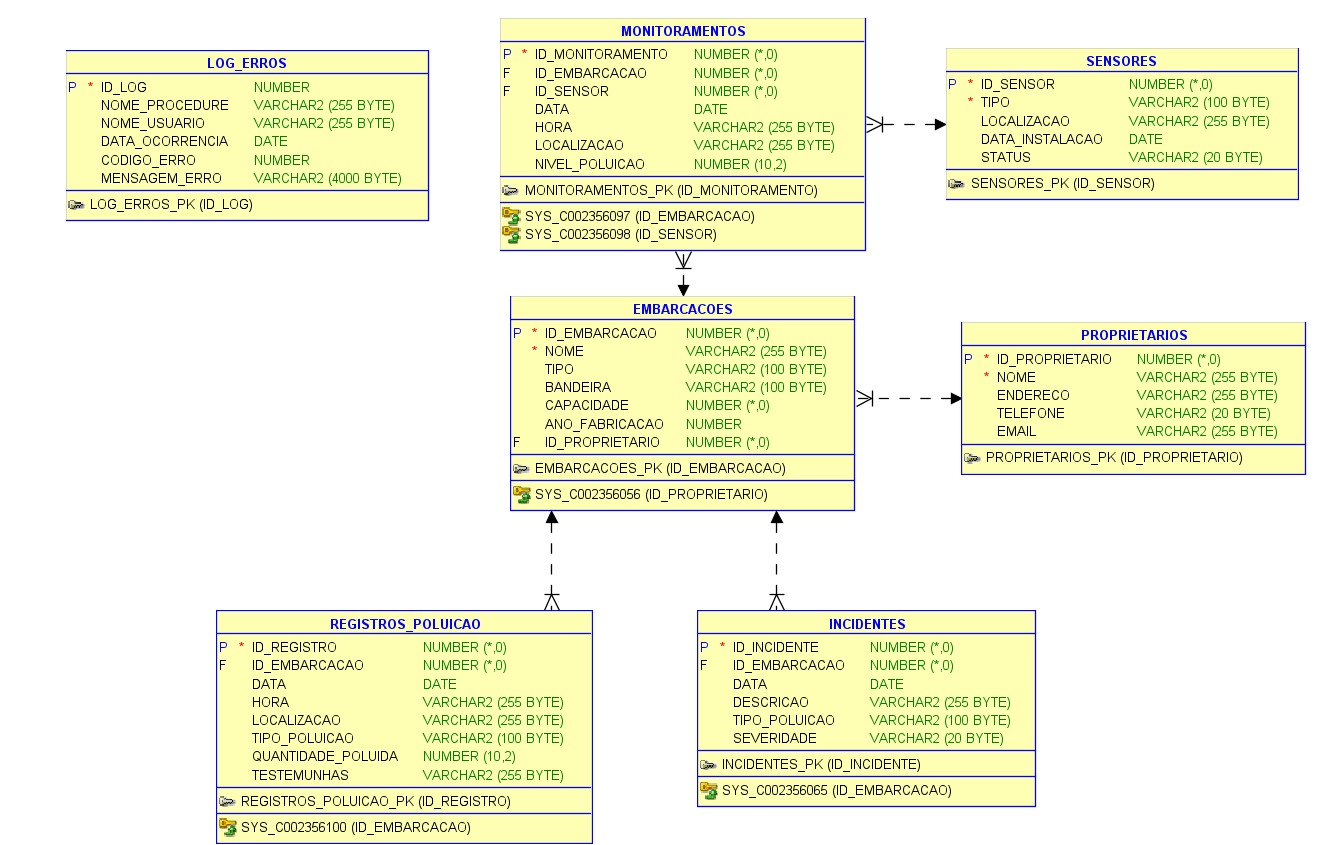 LOG_ERROS
P * ID_LOG NUMBER
NOME_PROCEDURE VARCHAR2 (255 BYTE)
NOME_USUARIO VARCHAR2 (255 BYTE)
DATA_OCORRENCIA DATE
CODIGO_ERRO NUMBER
MENSAGEM_ERRO VARCHAR2 (4000 BYTE)
LOG_ERROS_PK (ID_LOG)
MONITORAMENTOS
P * ID_MONITORAMENTO NUMBER (*,0)
F ID_EMBARCACAO NUMBER (*,0)
F ID_SENSOR NUMBER (*,0)
DATA DATE
HORA VARCHAR2 (255 BYTE)
LOCALIZACAO VARCHAR2 (255 BYTE)
NIVEL_POLUICAO NUMBER (10,2)
MONITORAMENTOS_PK (ID_MONITORAMENTO)
SYS_C002356097 (ID_EMBARCACAO)
SYS_C002356098 (ID_SENSOR)
SENSORES
P * ID_SENSOR NUMBER (*,0)
* TIPO VARCHAR2 (100 BYTE)
LOCALIZACAO VARCHAR2 (255 BYTE)
DATA_INSTALACAO DATE
STATUS VARCHAR2 (20 BYTE)
SENSORES_PK (ID_SENSOR)
EMBARCACOES
P * ID_EMBARCACAO NUMBER (*,0)
* NOME VARCHAR2 (255 BYTE)
TIPO VARCHAR2 (100 BYTE)
BANDEIRA VARCHAR2 (100 BYTE)
CAPACIDADE NUMBER (*,0)
ANO_FABRICACAO NUMBER
F ID_PROPRIETARIO NUMBER (*,0)
EMBARCACOES_PK (ID_EMBARCACAO)
SYS_C002356056 (ID_PROPRIETARIO)
PROPRIETARIOS
P * ID_PROPRIETARIO NUMBER (*,0)
* NOME VARCHAR2 (255 BYTE)
ENDERECO VARCHAR2 (255 BYTE)
TELEFONE VARCHAR2 (20 BYTE)
EMAIL VARCHAR2 (255 BYTE)
PROPRIETARIOS_PK (ID_PROPRIETARIO)
REGISTROS_POLUICAO
P * ID_REGISTRO NUMBER (*,0)
F ID_EMBARCACAO NUMBER (*,0)
DATA DATE
HORA VARCHAR2 (255 BYTE)
LOCALIZACAO VARCHAR2 (255 BYTE)
TIPO_POLUICAO VARCHAR2 (100 BYTE)
QUANTIDADE_POLUIDA NUMBER (10,2)
TESTEMUNHAS VARCHAR2 (255 BYTE)
REGISTROS_POLUICAO_PK (ID_REGISTRO)
SYS_C002356100 (ID_EMBARCACAO)
INCIDENTES
P * ID_INCIDENTE NUMBER (*,0)
F ID_EMBARCACAO NUMBER (*,0)
DATA DATE
DESCRICAO VARCHAR2 (255 BYTE)
TIPO_POLUICAO VARCHAR2 (100 BYTE)
SEVERIDADE VARCHAR2 (20 BYTE)
INCIDENTES_PK (ID_INCIDENTE)
SYS_C002356065 (ID_EMBARCACAO)